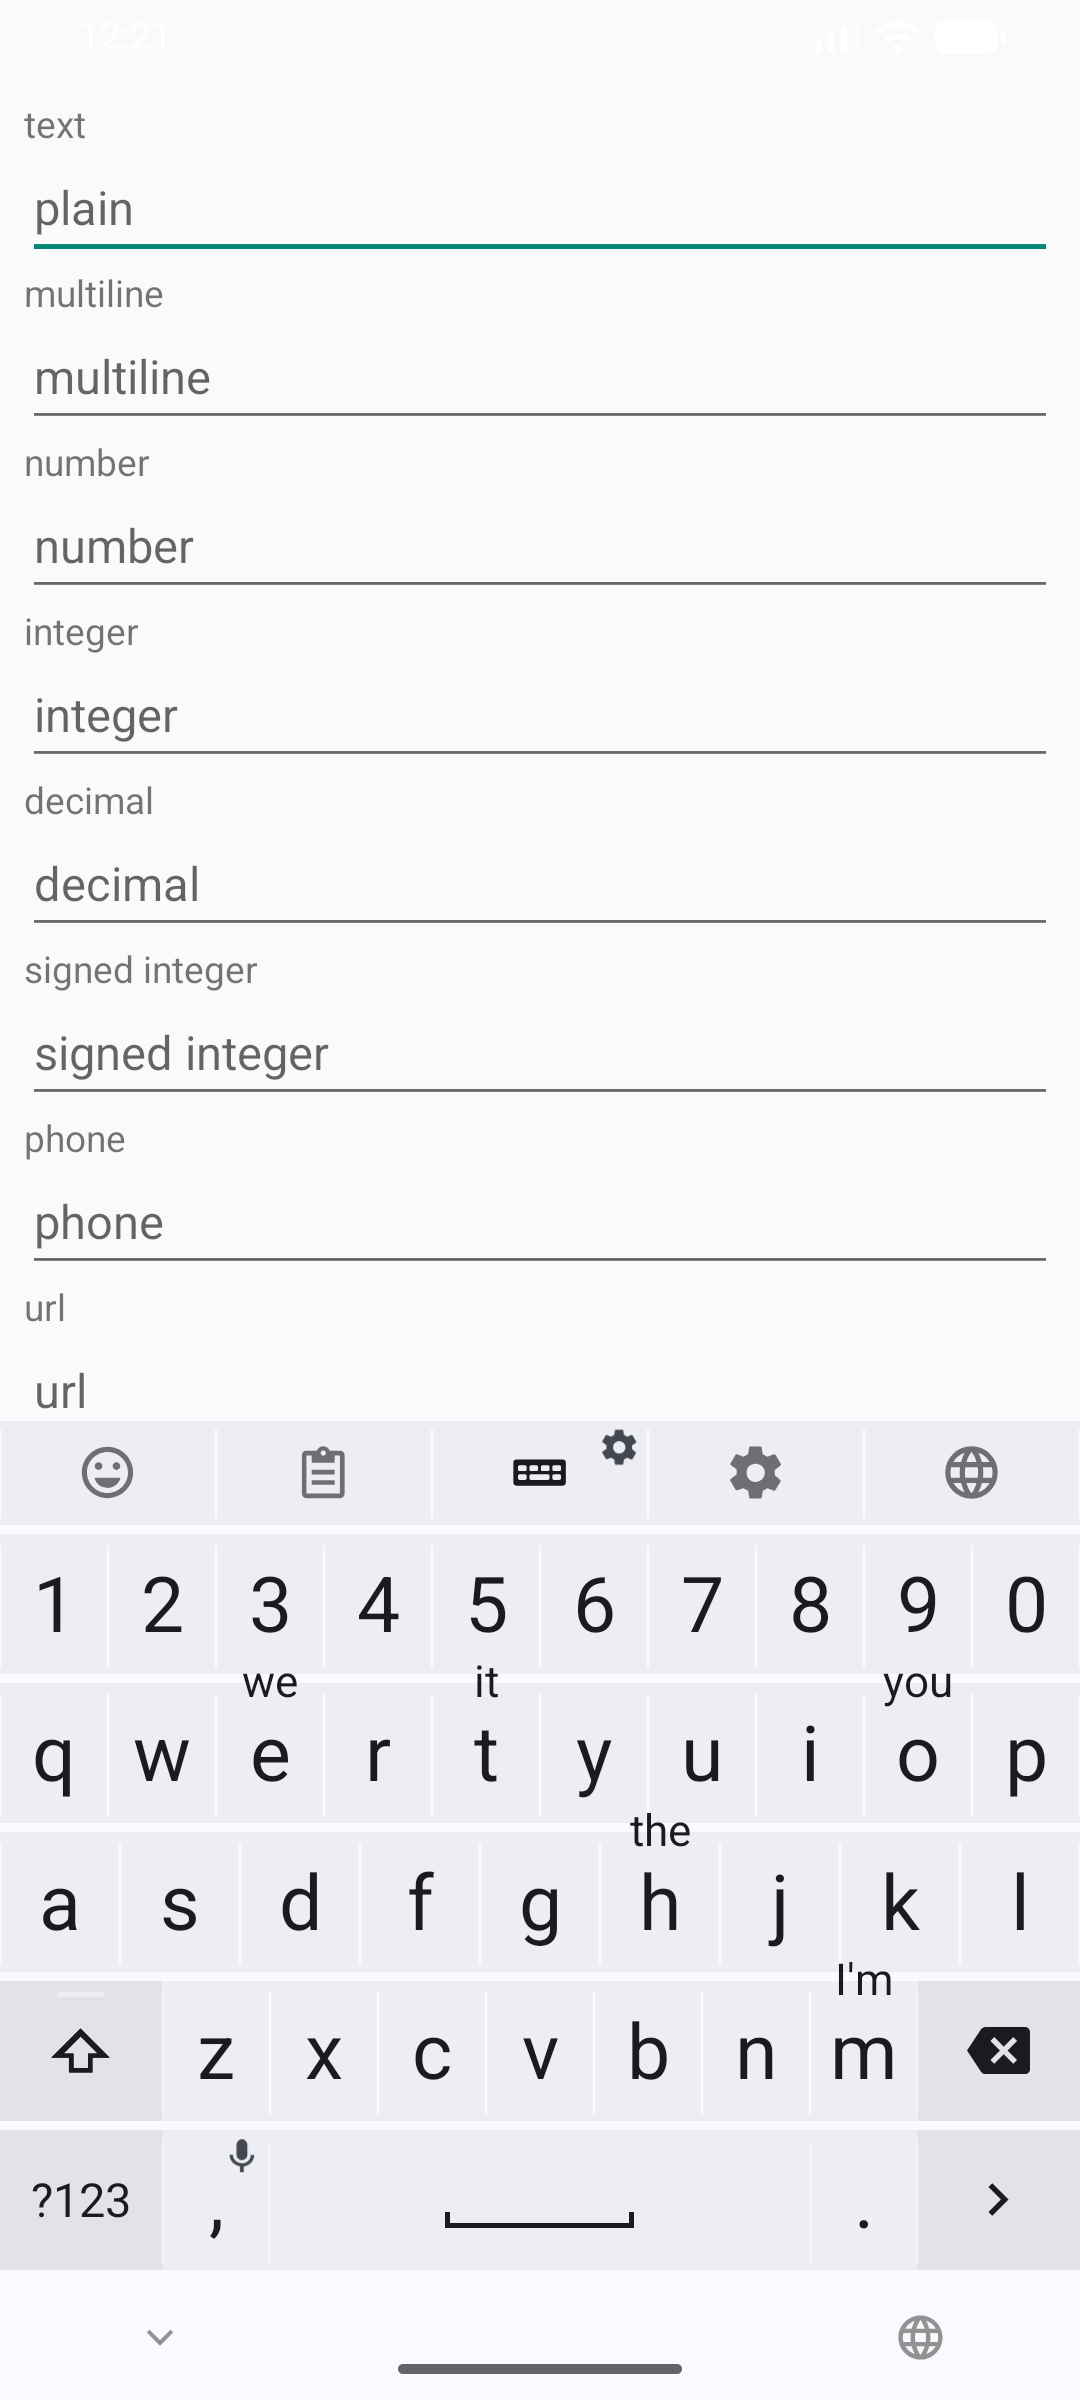 12:21
text
plain
multiline
multiline
number
number
integer
integer
decimal
decimal
signed integer
signed integer
phone
phone
url
url
1 2 3 4 5 6 7 8 9 0
we it you
q w e r t y u i o p
the
a s d f g h j k l
I'm
z x c v b n m
?123 , .